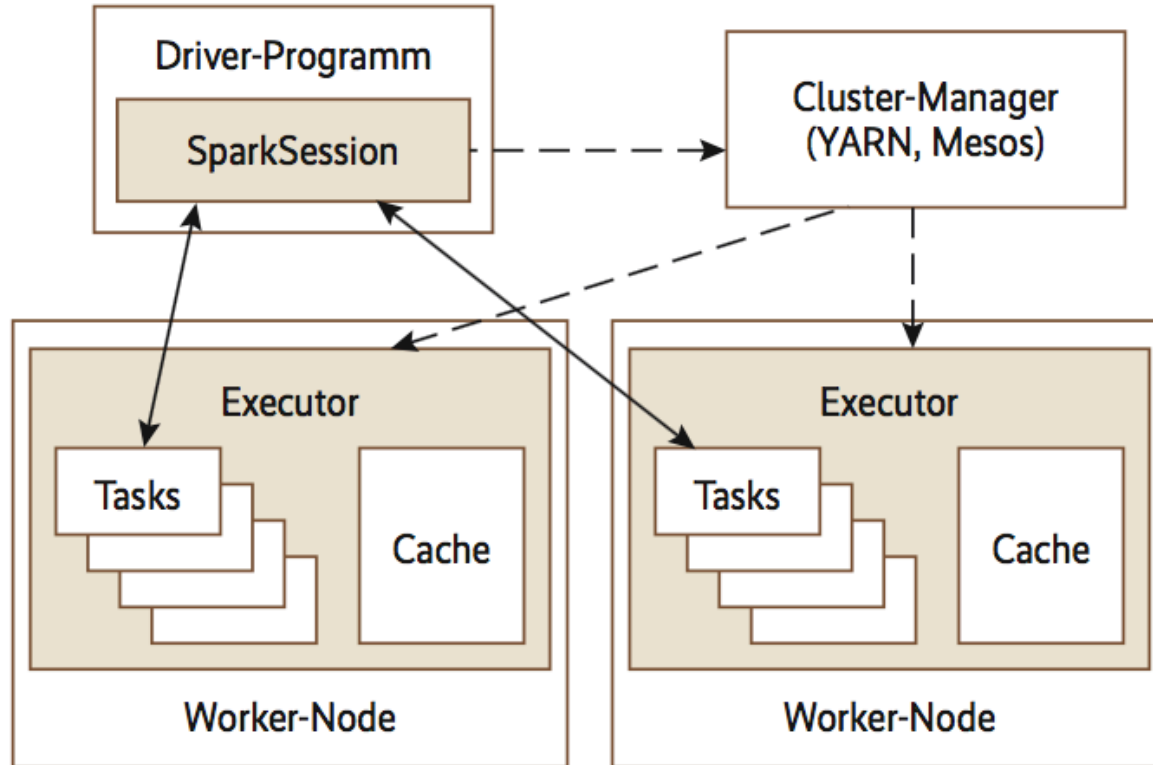 Driver-Programm
SparkSession
Cluster-Manager
(YARN, Mesos)
Executor
Tasks
Cache
Worker-Node
Executor
Tasks
Cache
Worker-Node